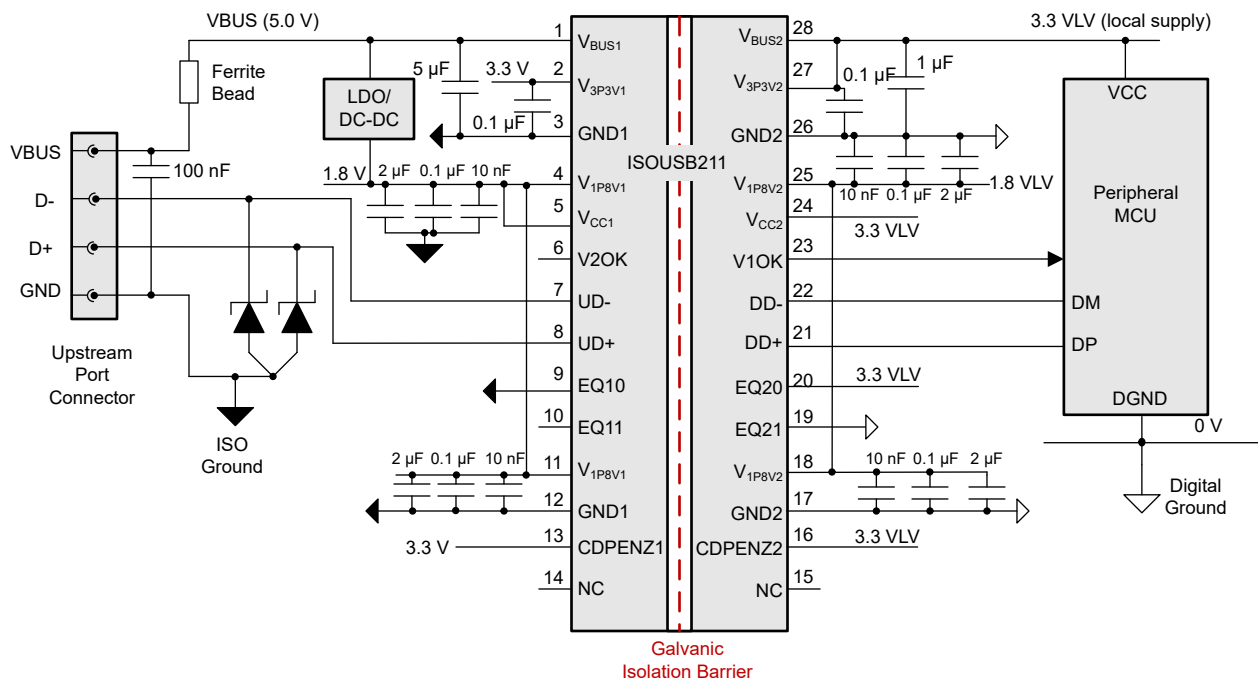 VBUS (5.0 V)
3.3 VLV (local supply)
Ferrite
Bead
LDO/
DC-DC
5 µF
3.3 V
0.1 µF
VBUS
D-
D+
GND
100 nF
Upstream
Port
Connector
ISO
Ground
1.8 V
2 µF 0.1 µF 10 nF
2 µF 0.1 µF 10 nF
3.3 V
1 VBUS1
2 V3P3V1
3 GND1
4 V1P8V1
5 VCC1
6 V2OK
7 UD-
8 UD+
9 EQ10
10 EQ11
11 V1P8V1
12 GND1
13 CDPENZ1
14 NC
ISOUSB211
Galvanic
Isolation Barrier
VBUS2 28
V3P3V2 27
GND2 26
V1P8V2 25
VCC2 24
V1OK 23
DD- 22
DD+ 21
EQ20 20
EQ21 19
V1P8V2 18
GND2 17
CDPENZ2 16
NC 15
0.1 µF
1 µF
10 nF 0.1 µF 2 µF
1.8 VLV
3.3 VLV
3.3 VLV
10 nF 0.1 µF 2 µF
3.3 VLV
VCC
Peripheral
MCU
DM
DP
DGND
0 V
Digital
Ground